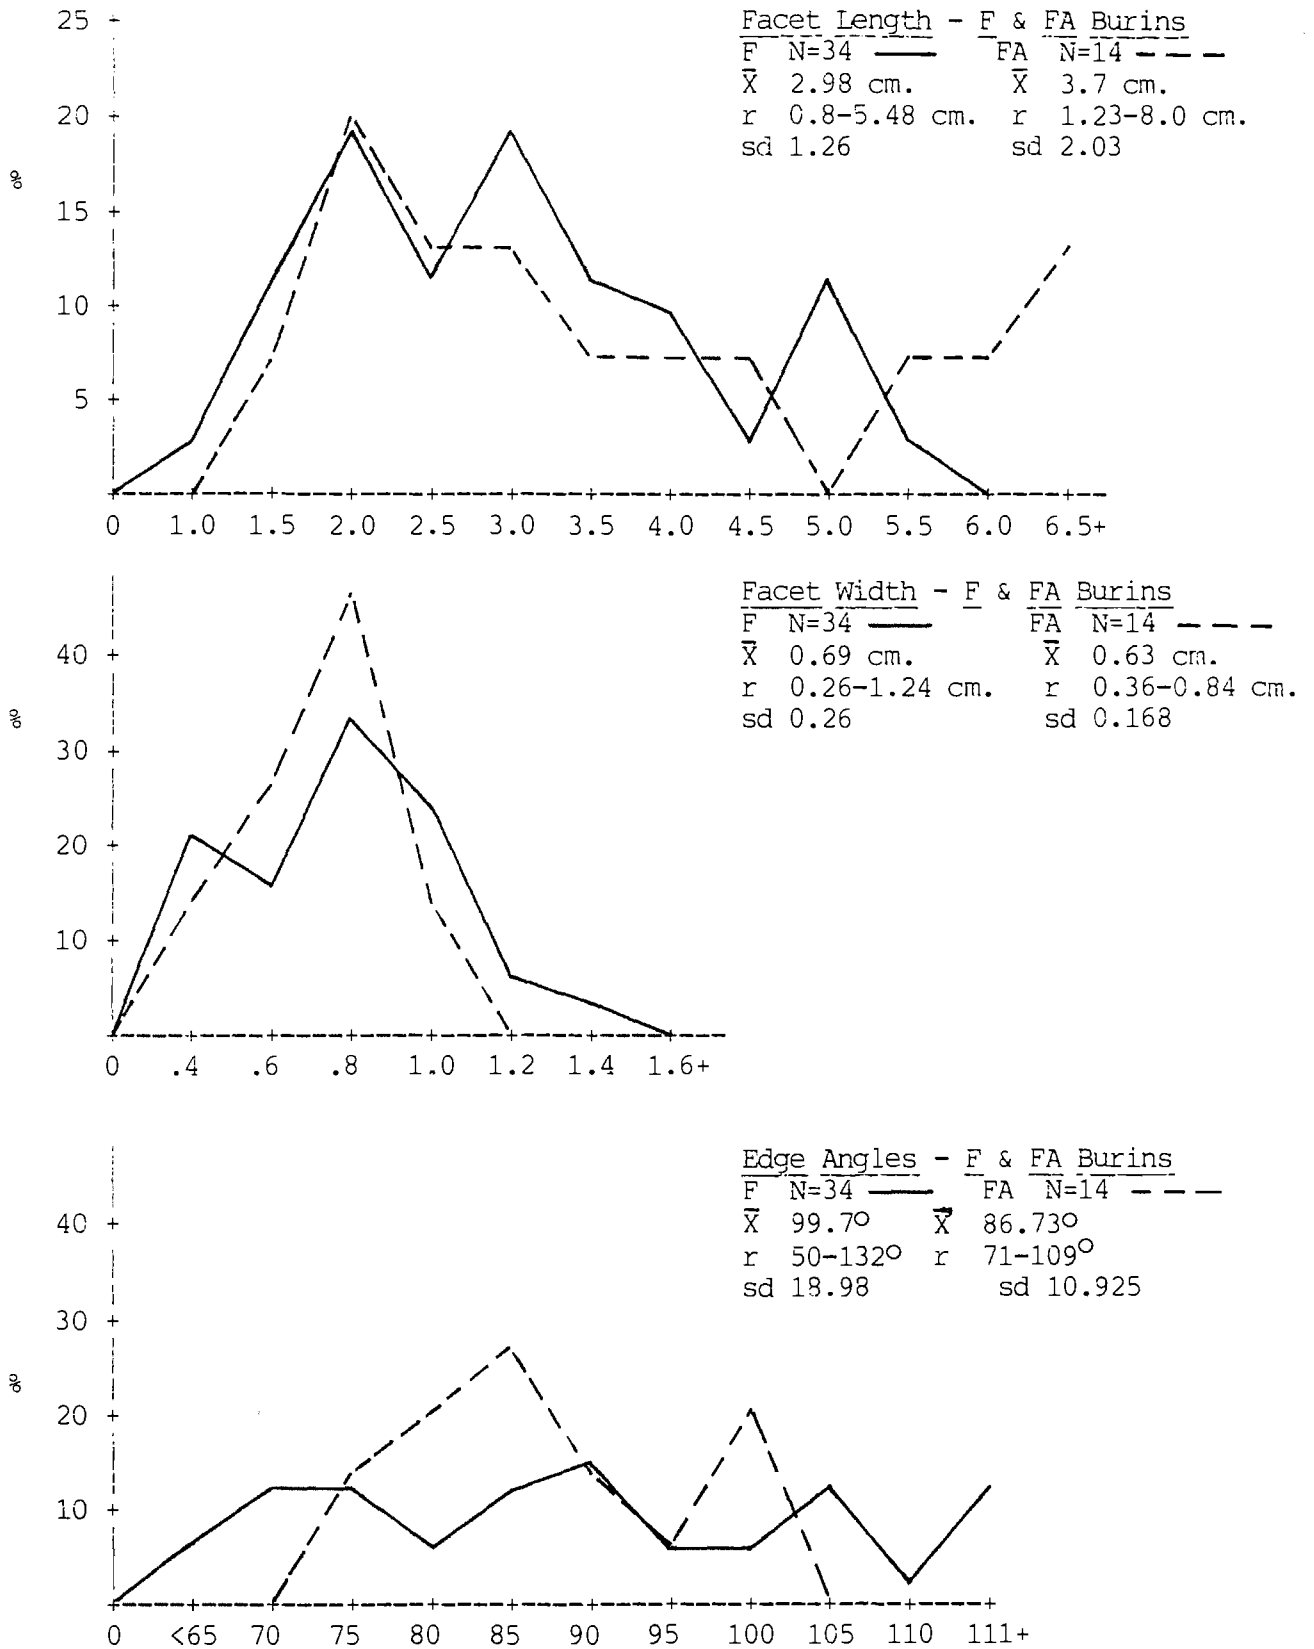 Facet Length - F & FA Burins
F N=34 FA N=14
X̄ 2.98 cm. X̄ 3.7 cm.
r 0.8-5.48 cm. r 1.23-8.0 cm.
sd 1.26 sd 2.03
25
20
15
10
5
%
0 1.0 1.5 2.0 2.5 3.0 3.5 4.0 4.5 5.0 5.5 6.0 6.5+
Facet Width - F & FA Burins
F N=34 FA N=14
X̄ 0.69 cm. X̄ 0.63 cm.
r 0.26-1.24 cm. r 0.36-0.84 cm.
sd 0.26 sd 0.168
40
30
20
10
%
0 .4 .6 .8 1.0 1.2 1.4 1.6+
Edge Angles - F & FA Burins
F N=34 FA N=14
X̄ 99.7° X̄ 86.73°
r 50-132° r 71-109°
sd 18.98 sd 10.925
40
30
20
10
%
0 <65 70 75 80 85 90 95 100 105 110 111+